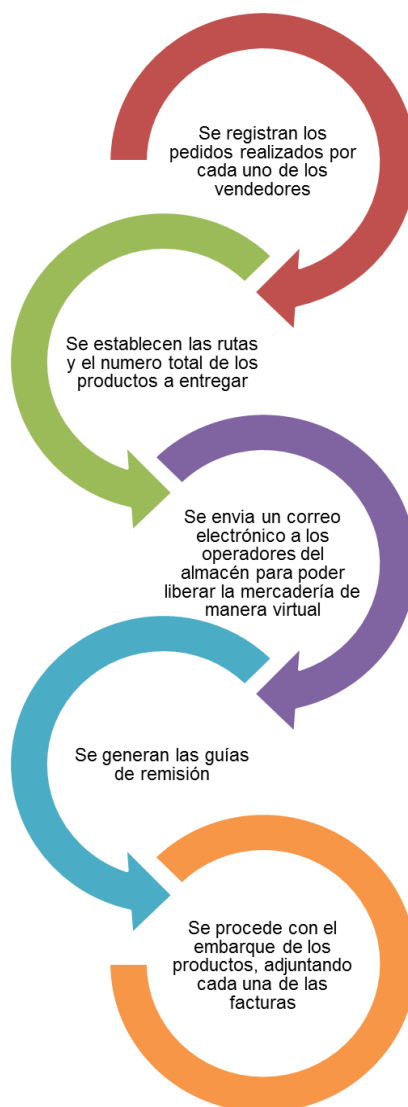 Se registran los
pedidos realizados por
cada uno de los
vendedores
Se establecen las rutas
y el numero total de los
productos a entregar
Se envia un correo
electrónico a los
operadores del
almacén para poder
liberar la mercadería de
manera virtual
Se generan las guías
de remisión
Se procede con el
embarque de los
productos, adjuntando
cada una de las
facturas